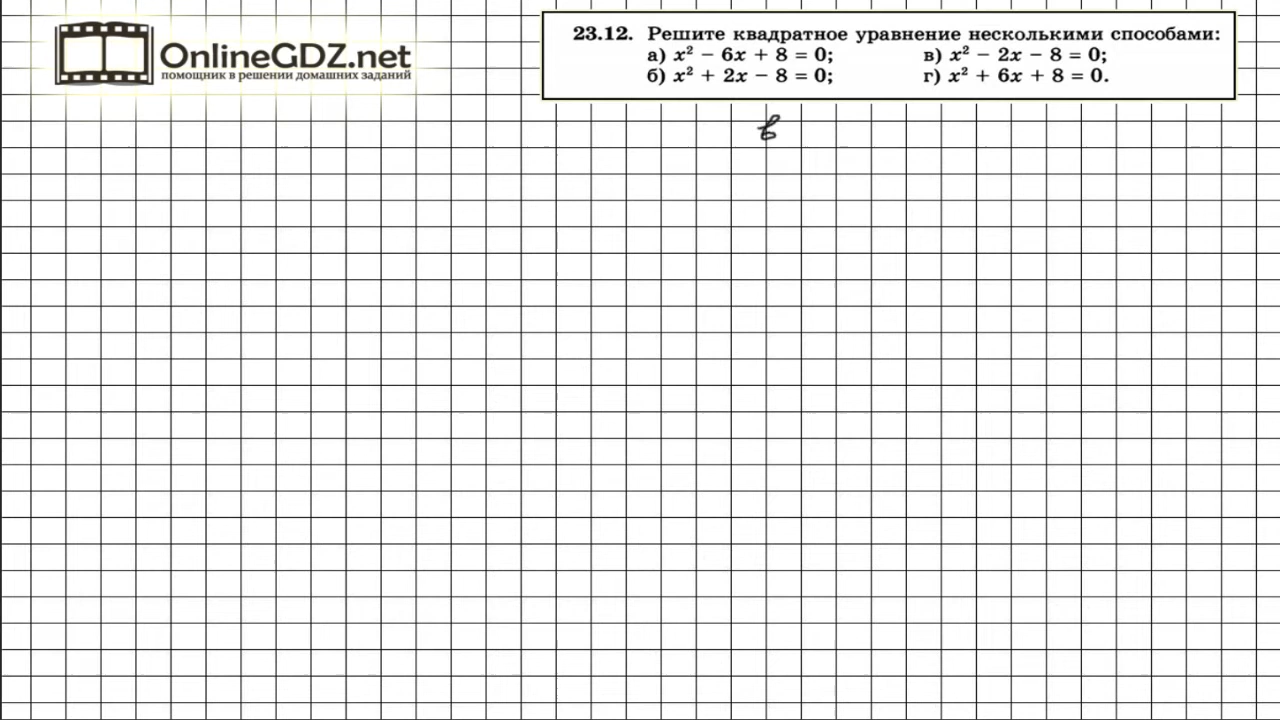 OnlineGDZ.net
помощник в решении домашних заданий
23.12. Решите квадратное уравнение несколькими способами:
а) x² − 6x + 8 = 0; в) x² − 2x − 8 = 0;
б) x² + 2x − 8 = 0; г) x² + 6x + 8 = 0.
в